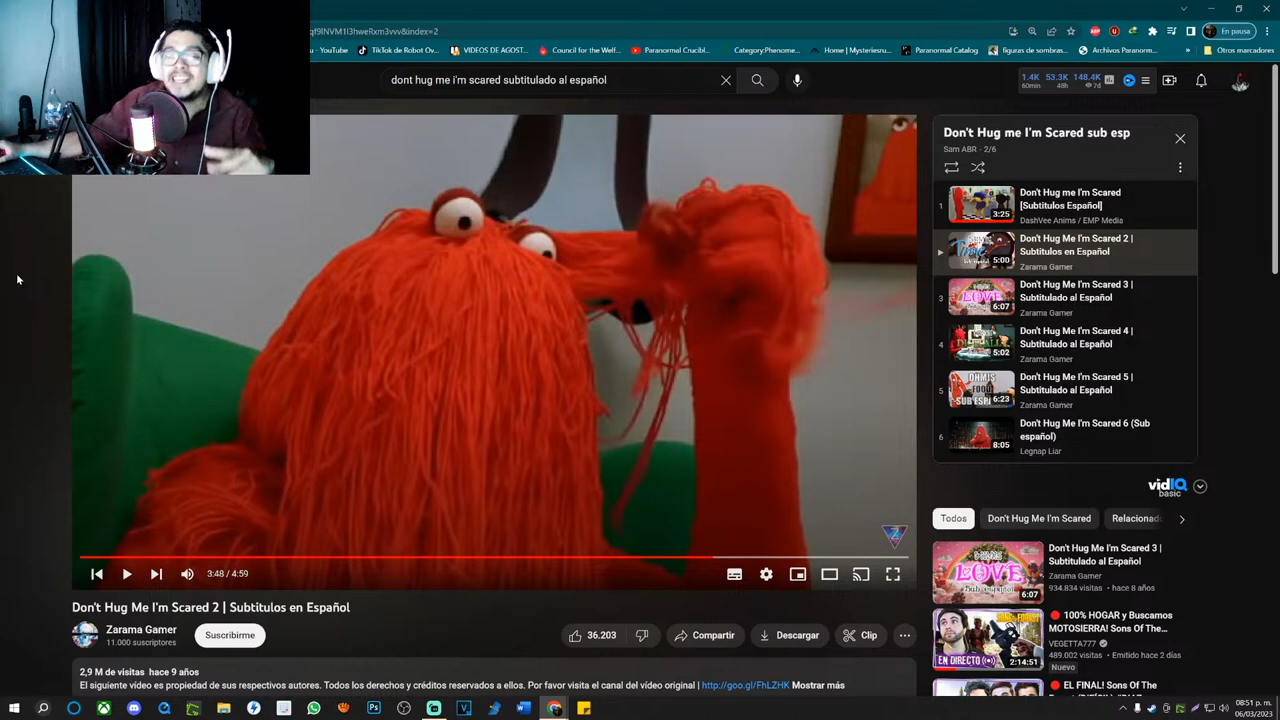 qf9INVM1I3hweRxm3vvv&index=2
En pausa
u - YouTube
TikTok de Robot Ov...
VIDEOS DE AGOST...
Council for the Welf...
Paranormal Crucibl...
Category:Phenome...
Home | Mysteriesru...
Paranormal Catalog
figuras de sombras...
Archivos Paranorm...
Otros marcadores
dont hug me i'm scared subtitulado al español
1.4K 53.3K 148.4K
60min 48h 7d
Don't Hug me I'm Scared sub esp
Sam ABR - 2/6
1
Don't Hug me I'm Scared
[Subtitulos Español]
3:25
DashVee Anims / EMP Media
Don't Hug Me I'm Scared 2 |
Subtitulos en Español
5:00
Zarama Gamer
3
Don't Hug Me I'm Scared 3 |
Subtitulado al Español
LOVE
6:07
Zarama Gamer
4
Don't Hug Me I'm Scared 4 |
Subtitulado al Español
5:02
Zarama Gamer
5
Don't Hug Me I'm Scared 5 |
Subtitulado al Español
DHMIS
FOOD
SUB ESP
6:23
Zarama Gamer
6
Don't Hug Me I'm Scared 6 (Sub
español)
8:05
Legnap Liar
vidIQ
basic
Todos
Don't Hug Me I'm Scared
Relacionad
3:48 / 4:59
Don't Hug Me I'm Scared 2 | Subtitulos en Español
Zarama Gamer
11.000 suscriptores
Suscribirme
36.203
Compartir
Descargar
Clip
2,9 M de visitas hace 9 años
El siguiente vídeo es propiedad de sus respectivos autores. Todos los derechos y créditos reservados a ellos. Por favor visita el canal del vídeo original | http://goo.gl/FhLZHK Mostrar más
Don't Hug Me I'm Scared 3 |
Subtitulado al Español
Zarama Gamer
934.834 visitas · hace 8 años
LOVE
6:07
100% HOGAR y Buscamos
MOTOSIERRA! Sons Of The...
VEGETTA777
489.002 visitas · Emitido hace 2 días
Nuevo
EN DIRECTO
2:14:51
EL FINAL! Sons Of The
08:51 p. m.
06/03/2023